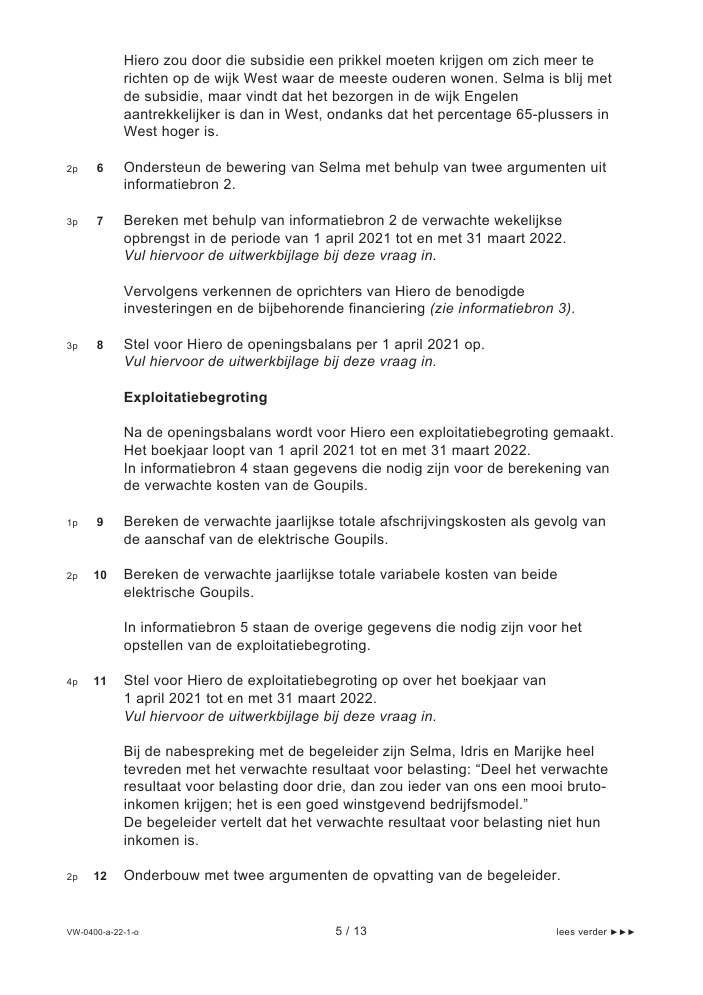 Hiero zou door die subsidie een prikkel moeten krijgen om zich meer te
richten op de wijk West waar de meeste ouderen wonen. Selma is blij met
de subsidie, maar vindt dat het bezorgen in de wijk Engelen
aantrekkelijker is dan in West, ondanks dat het percentage 65-plussers in
West hoger is.
2p 6 Ondersteun de bewering van Selma met behulp van twee argumenten uit
informatiebron 2.
3p 7 Bereken met behulp van informatiebron 2 de verwachte wekelijkse
opbrengst in de periode van 1 april 2021 tot en met 31 maart 2022.
Vul hiervoor de uitwerkbijlage bij deze vraag in.
Vervolgens verkennen de oprichters van Hiero de benodigde
investeringen en de bijbehorende financiering (zie informatiebron 3).
3p 8 Stel voor Hiero de openingsbalans per 1 april 2021 op.
Vul hiervoor de uitwerkbijlage bij deze vraag in.
Exploitatiebegroting
Na de openingsbalans wordt voor Hiero een exploitatiebegroting gemaakt.
Het boekjaar loopt van 1 april 2021 tot en met 31 maart 2022.
In informatiebron 4 staan gegevens die nodig zijn voor de berekening van
de verwachte kosten van de Goupils.
1p 9 Bereken de verwachte jaarlijkse totale afschrijvingskosten als gevolg van
de aanschaf van de elektrische Goupils.
2p 10 Bereken de verwachte jaarlijkse totale variabele kosten van beide
elektrische Goupils.
In informatiebron 5 staan de overige gegevens die nodig zijn voor het
opstellen van de exploitatiebegroting.
4p 11 Stel voor Hiero de exploitatiebegroting op over het boekjaar van
1 april 2021 tot en met 31 maart 2022.
Vul hiervoor de uitwerkbijlage bij deze vraag in.
Bij de nabespreking met de begeleider zijn Selma, Idris en Marijke heel
tevreden met het verwachte resultaat voor belasting: “Deel het verwachte
resultaat voor belasting door drie, dan zou ieder van ons een mooi bruto-
inkomen krijgen; het is een goed winstgevend bedrijfsmodel.”
De begeleider vertelt dat het verwachte resultaat voor belasting niet hun
inkomen is.
2p 12 Onderbouw met twee argumenten de opvatting van de begeleider.
VW-0400-a-22-1-o 5 / 13 lees verder ►►►